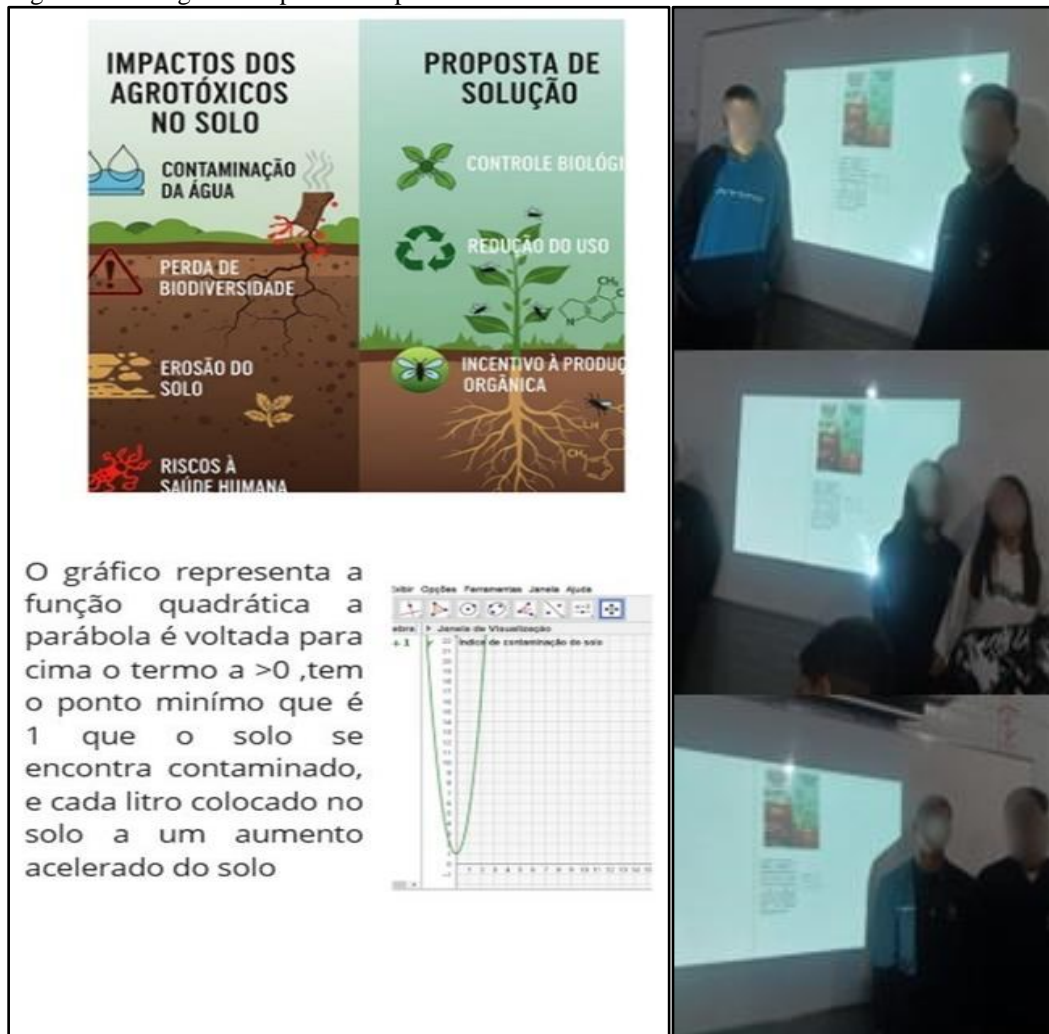 IMPACTOS DOS
AGROTÓXICOS
NO SOLO
CONTAMINAÇÃO
DA ÁGUA
PERDA DE
BIODIVERSIDADE
EROSÃO DO
SOLO
RISCOS À
SAÚDE HUMANA
PROPOSTA DE
SOLUÇÃO
CONTROLE BIOLÓGI
REDUÇÃO DO USO
INCENTIVO À PRODUÇ
ORGÂNICA
O gráfico representa a
função quadrática a
parábola é voltada para
cima o termo a >0 ,tem
o ponto minímo que é
1 que o solo se
encontra contaminado,
e cada litro colocado no
solo a um aumento
acelerado do solo
Opções Ferramentas Janela Ajuda
Janela de Visualização
Índice de contaminação do solo